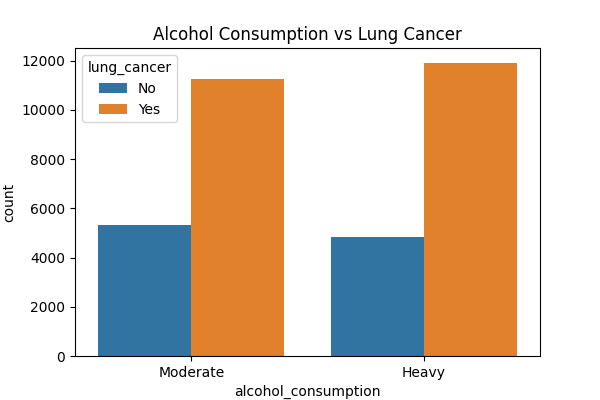 Alcohol Consumption vs Lung Cancer
lung_cancer
No
Yes
12000
10000
8000
6000
4000
2000
0
count
Moderate
Heavy
alcohol_consumption